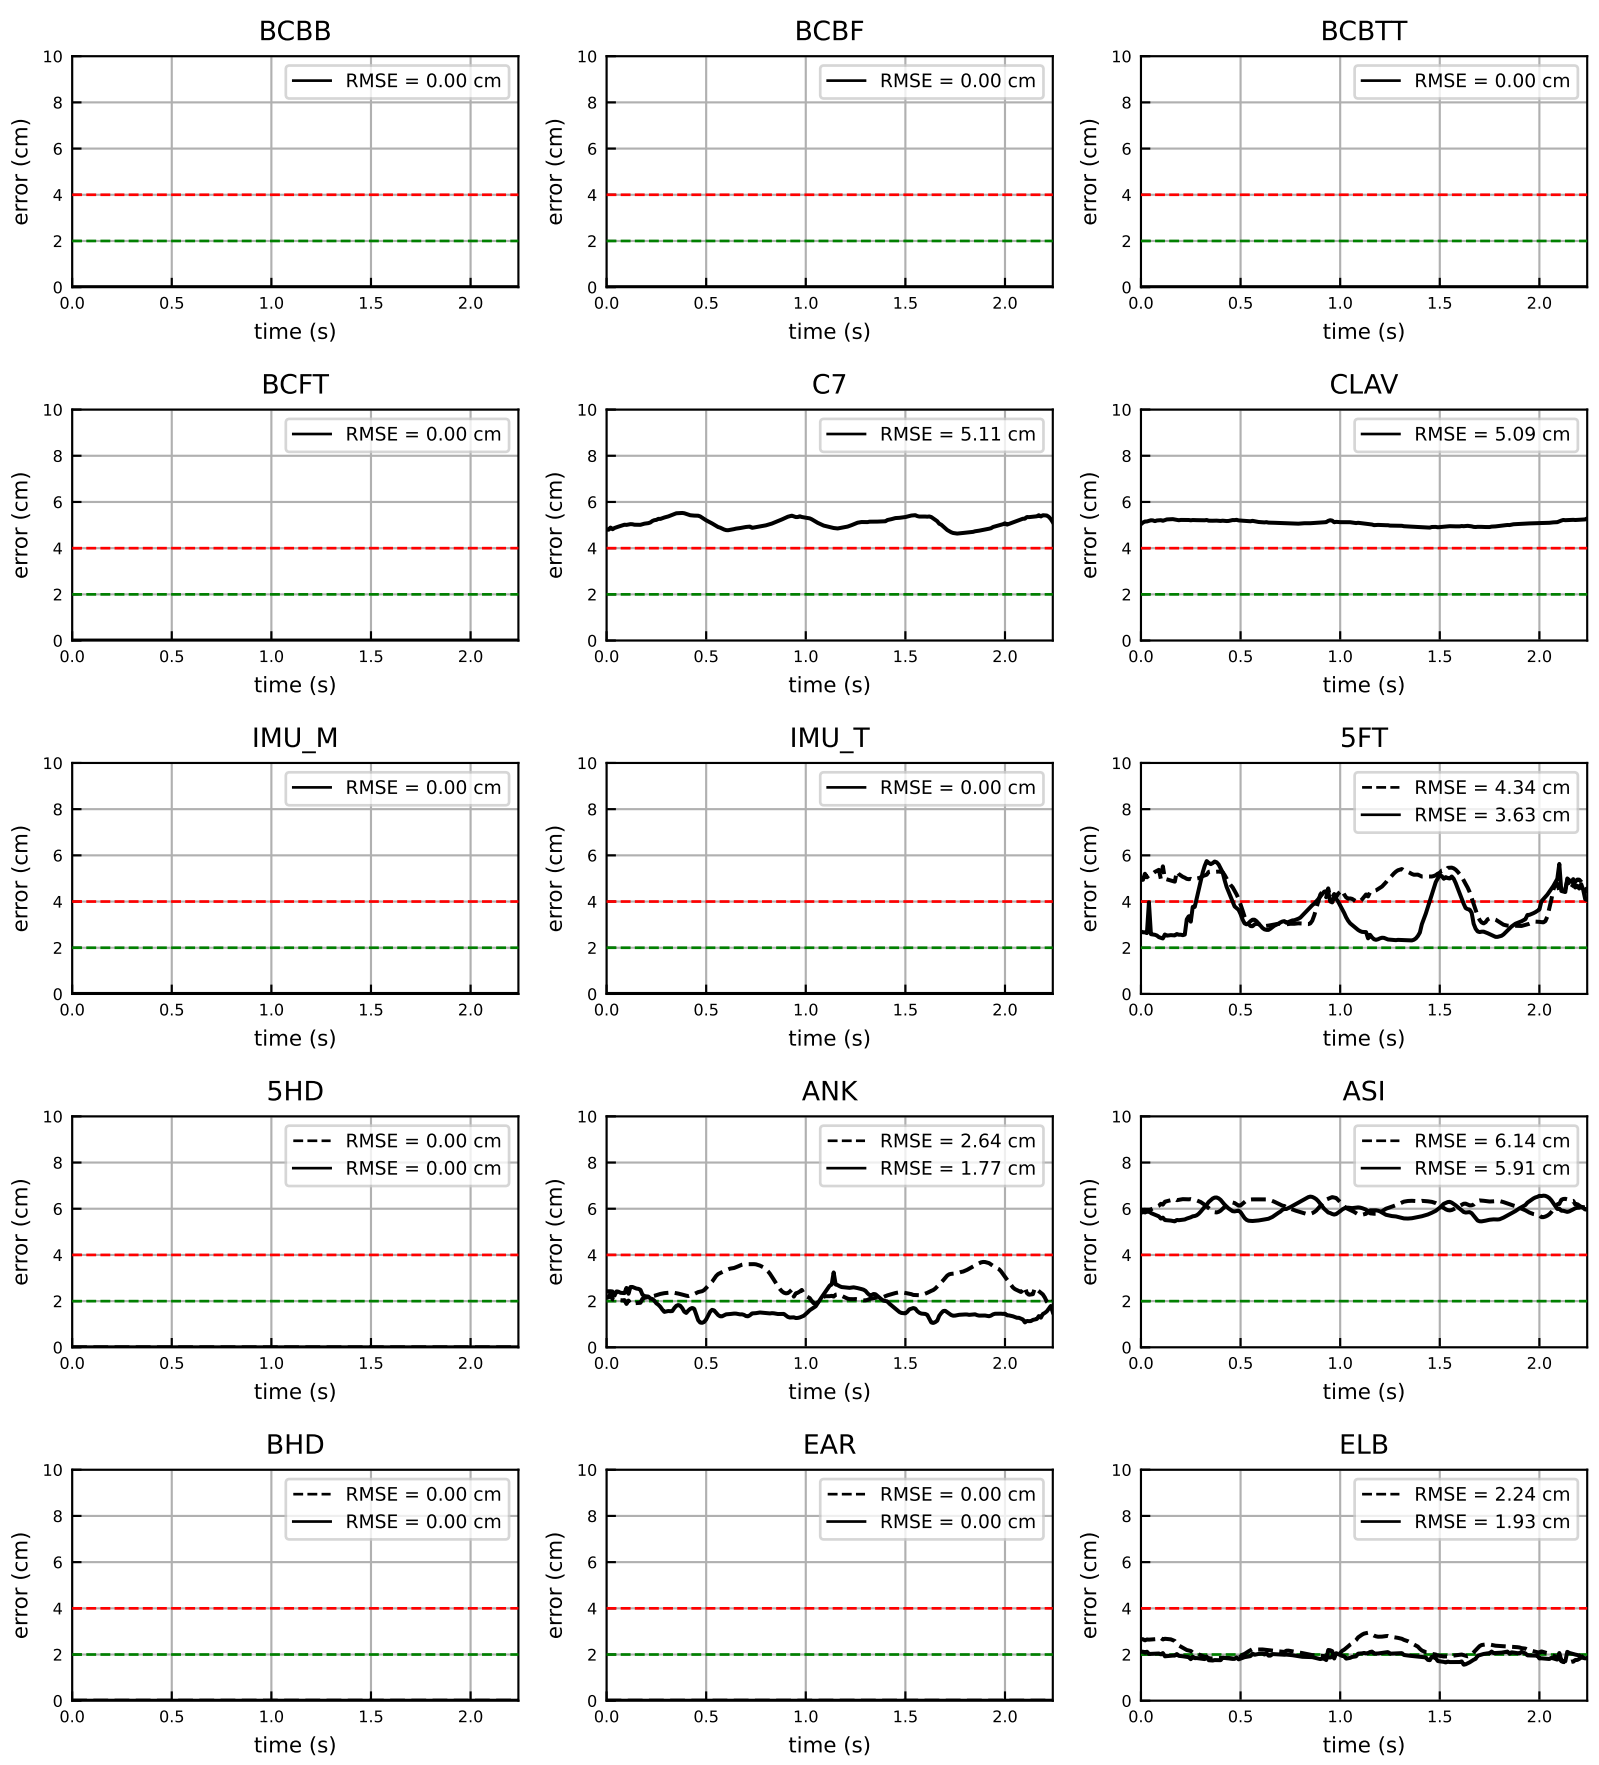 BCBB
BCBF
BCBTT
RMSE = 0.00 cm
RMSE = 0.00 cm
RMSE = 0.00 cm
error (cm)
error (cm)
error (cm)
10 8 6 4 2 0
10 8 6 4 2 0
10 8 6 4 2 0
0.0 0.5 1.0 1.5 2.0
0.0 0.5 1.0 1.5 2.0
0.0 0.5 1.0 1.5 2.0
time (s)
time (s)
time (s)
BCFT
C7
CLAV
RMSE = 0.00 cm
RMSE = 5.11 cm
RMSE = 5.09 cm
error (cm)
error (cm)
error (cm)
10 8 6 4 2 0
10 8 6 4 2 0
10 8 6 4 2 0
0.0 0.5 1.0 1.5 2.0
0.0 0.5 1.0 1.5 2.0
0.0 0.5 1.0 1.5 2.0
time (s)
time (s)
time (s)
IMU_M
IMU_T
5FT
RMSE = 0.00 cm
RMSE = 0.00 cm
RMSE = 4.34 cm
RMSE = 3.63 cm
error (cm)
error (cm)
error (cm)
10 8 6 4 2 0
10 8 6 4 2 0
10 8 6 4 2 0
0.0 0.5 1.0 1.5 2.0
0.0 0.5 1.0 1.5 2.0
0.0 0.5 1.0 1.5 2.0
time (s)
time (s)
time (s)
5HD
ANK
ASI
RMSE = 0.00 cm
RMSE = 0.00 cm
RMSE = 2.64 cm
RMSE = 1.77 cm
RMSE = 6.14 cm
RMSE = 5.91 cm
error (cm)
error (cm)
error (cm)
10 8 6 4 2 0
10 8 6 4 2 0
10 8 6 4 2 0
0.0 0.5 1.0 1.5 2.0
0.0 0.5 1.0 1.5 2.0
0.0 0.5 1.0 1.5 2.0
time (s)
time (s)
time (s)
BHD
EAR
ELB
RMSE = 0.00 cm
RMSE = 0.00 cm
RMSE = 0.00 cm
RMSE = 0.00 cm
RMSE = 2.24 cm
RMSE = 1.93 cm
error (cm)
error (cm)
error (cm)
10 8 6 4 2 0
10 8 6 4 2 0
10 8 6 4 2 0
0.0 0.5 1.0 1.5 2.0
0.0 0.5 1.0 1.5 2.0
0.0 0.5 1.0 1.5 2.0
time (s)
time (s)
time (s)